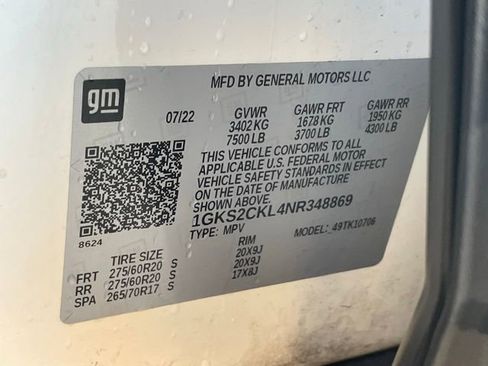 gm
MFD BY GENERAL MOTORS LLC
07/22 GVWR GAWR FRT GAWR RR
3402 KG 1678 KG 1950 KG
7500 LB 3700 LB 4300 LB
THIS VEHICLE CONFORMS TO ALL
APPLICABLE U.S. FEDERAL MOTOR
VEHICLE SAFETY STANDARDS IN EFFECT
ON THE DATE OF MANUFACTURE SHOWN ABOVE.
1GKS2CKL4NR348869
8624 TYPE: MPV MODEL: 49TK10706
TIRE SIZE RIM
FRT 275/60R20 S 20X9J
RR 275/60R20 S 20X9J
SPA 265/70R17 S 17X8J